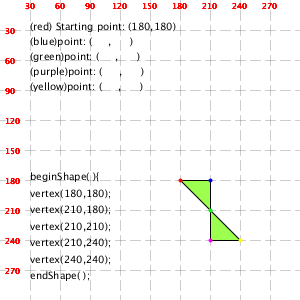 30 60 90 120 150 180 210 240 270
30
60
90
120
150
180
210
240
270
(red) Starting point: (180,180)
(blue)point: ( , )
(green)point: ( , )
(purple)point: ( , )
(yellow)point: ( , )
beginShape(){
vertex(180,180);
vertex(210,180);
vertex(210,210);
vertex(210,240);
vertex(240,240);
endShape();